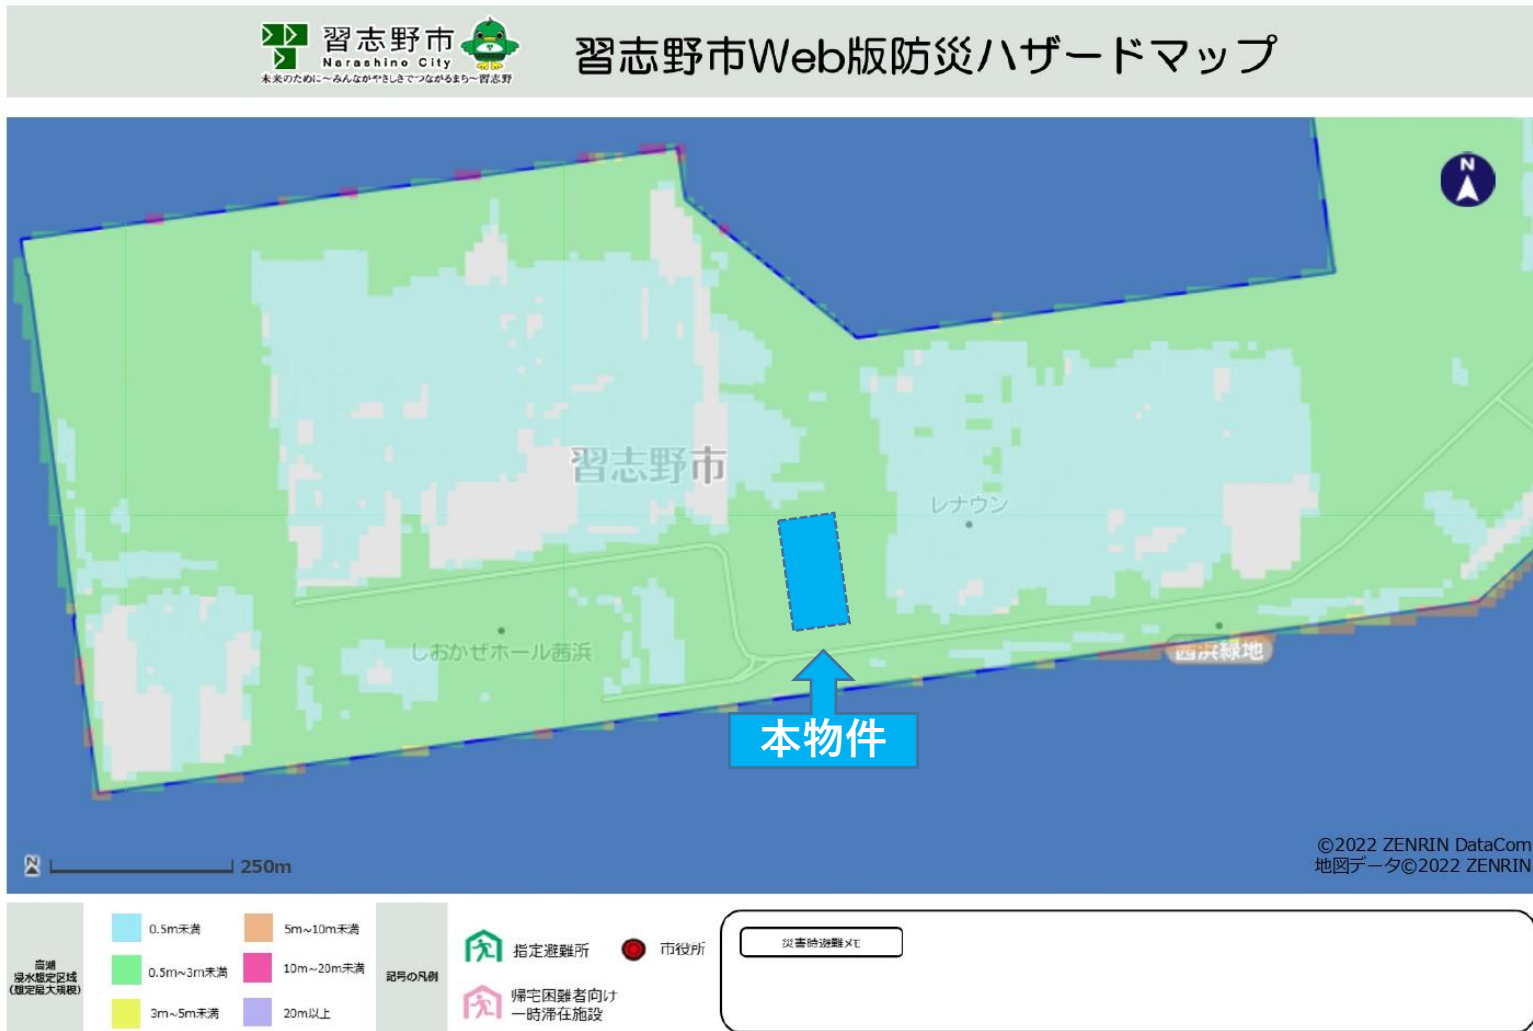 習志野市
Narashino City
未来のために～みんながやさしさでつながるまち～習志野
習志野市Web版防災ハザードマップ
N
習志野市
レナウン
しおかぜホール茜浜
茜浜緑地
本物件
©2022 ZENRIN DataCom
地図データ©2022 ZENRIN
N
250m
高潮
浸水想定区域
(想定最大規模)
0.5m未満
0.5m~3m未満
3m~5m未満
5m~10m未満
10m~20m未満
20m以上
記号の凡例
指定避難所
市役所
帰宅困難者向け
一時滞在施設
災害時避難メモ